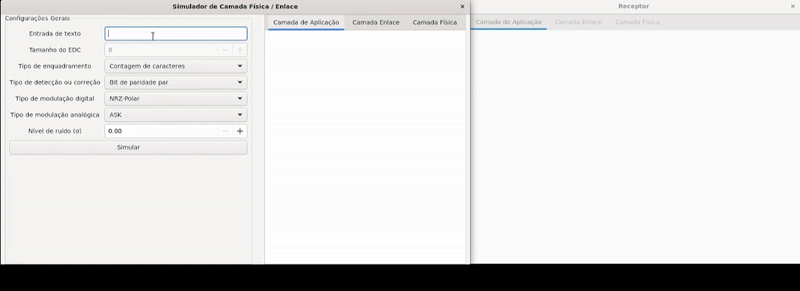 Simulador de Camada Física / Enlace
Configurações Gerais
Entrada de texto
Tamanho do EDC 8
Tipo de enquadramento Contagem de caracteres
Tipo de detecção ou correção Bit de paridade par
Tipo de modulação digital NRZ-Polar
Tipo de modulação analógica ASK
Nível de ruído (σ) 0.00
Simular
Camada de Aplicação Camada Enlace Camada Física
Receptor
Camada de Aplicação Camada Enlace Camada Física